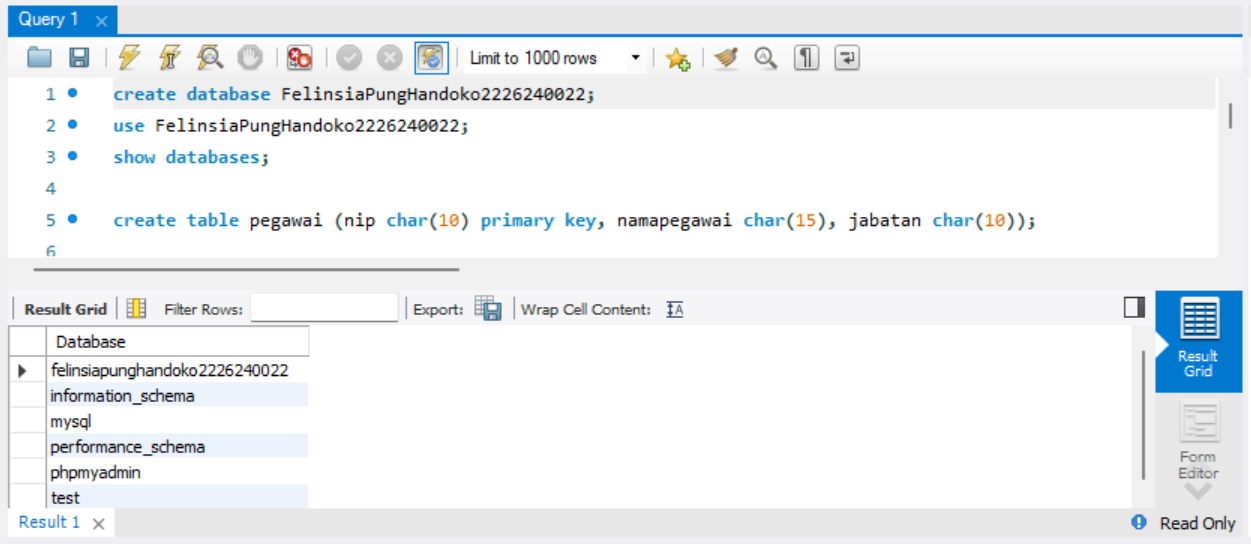 Query 1
Limit to 1000 rows
1 create database FelinsiaPungHandoko2226240022;
2 use FelinsiaPungHandoko2226240022;
3 show databases;
4
5 create table pegawai (nip char(10) primary key, namapegawai char(15), jabatan char(10));
6
Result Grid Filter Rows: Export: Wrap Cell Content: IA
Database
felinsiapunghandoko2226240022
information_schema
mysql
performance_schema
phpmyadmin
test
Result
Grid
Form
Editor
Result 1 Read Only